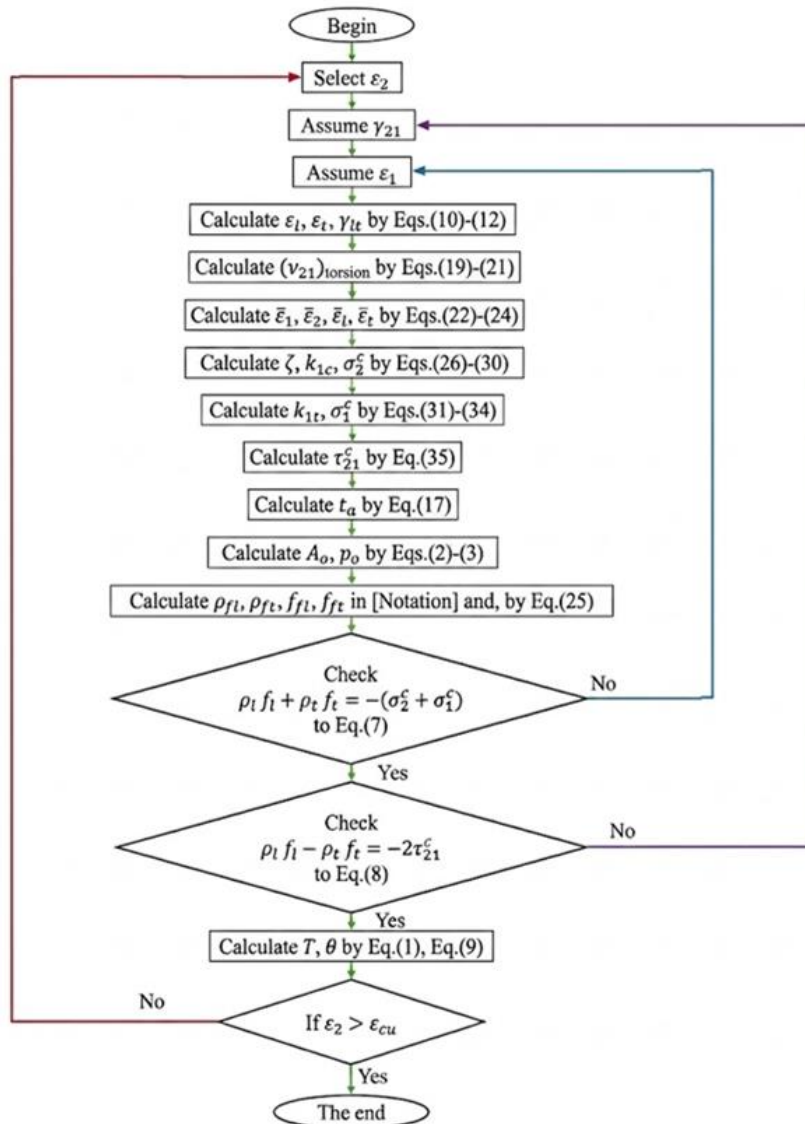 Begin
Select ε₂
Assume γ₂₁
Assume ε₁
Calculate εₗ, εₜ, γₗₜ by Eqs.(10)-(12)
Calculate (ν₂₁)torsion by Eqs.(19)-(21)
Calculate ε̄₁, ε̄₂, ε̄ₗ, ε̄ₜ by Eqs.(22)-(24)
Calculate ζ, k₁c, σ₂ᶜ by Eqs.(26)-(30)
Calculate k₁ₜ, σ₁ᶜ by Eqs.(31)-(34)
Calculate τ₂₁ᶜ by Eq.(35)
Calculate tₐ by Eq.(17)
Calculate Aₒ, pₒ by Eqs.(2)-(3)
Calculate ρfl, ρft, ffl, fft in [Notation] and, by Eq.(25)
Check
ρₗ fₗ + ρₜ fₜ = −(σ₂ᶜ + σ₁ᶜ)
to Eq.(7)
No
Yes
Check
ρₗ fₗ − ρₜ fₜ = −2τ₂₁ᶜ
to Eq.(8)
No
Yes
Calculate T, θ by Eq.(1), Eq.(9)
No
If ε₂ > εcu
Yes
The end